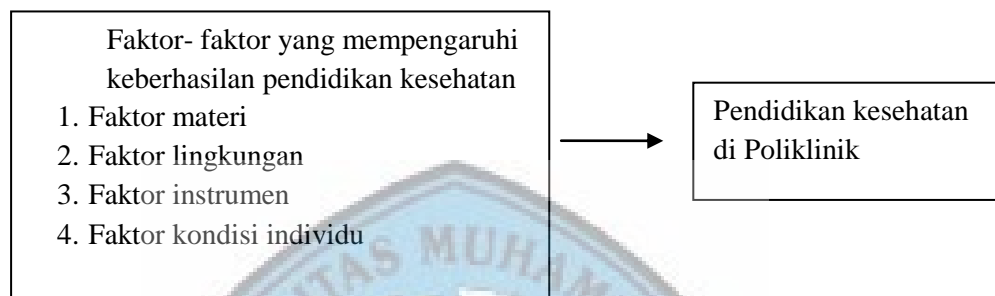 Faktor- faktor yang mempengaruhi
keberhasilan pendidikan kesehatan
1. Faktor materi
2. Faktor lingkungan
3. Faktor instrumen
4. Faktor kondisi individu
Pendidikan kesehatan
di Poliklinik